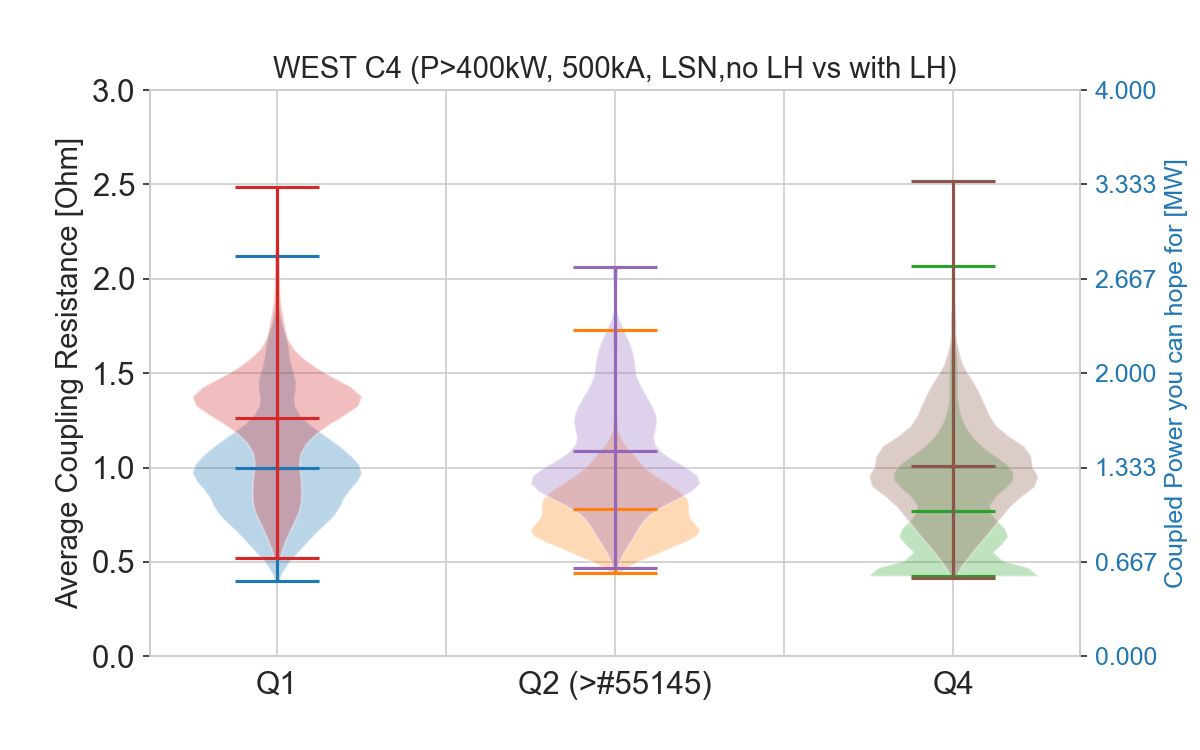 WEST C4 (P>400kW, 500kA, LSN,no LH vs with LH)
3.0
2.5
2.0
1.5
1.0
0.5
0.0
Average Coupling Resistance [Ohm]
4.000
3.333
2.667
2.000
1.333
0.667
0.000
Coupled Power you can hope for [MW]
Q1
Q2 (>#55145)
Q4